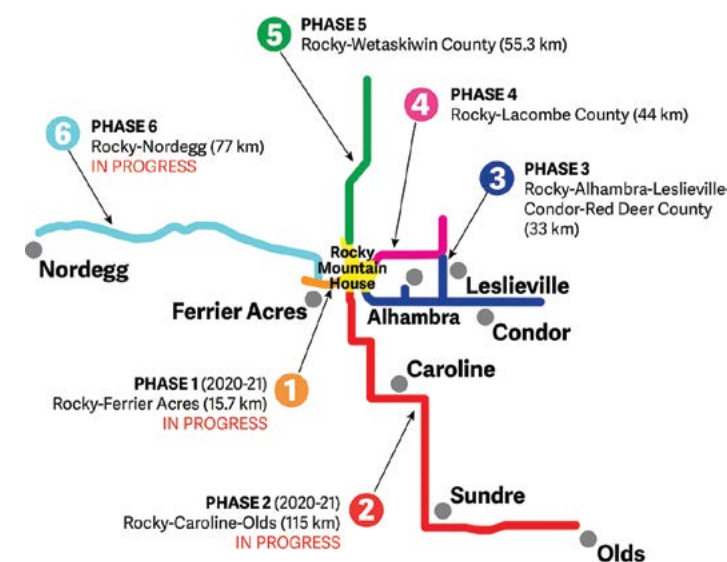 5
PHASE 5
Rocky-Wetaskiwin County (55.3 km)
4
PHASE 4
Rocky-Lacombe County (44 km)
6
PHASE 6
Rocky-Nordegg (77 km)
IN PROGRESS
3
PHASE 3
Rocky-Alhambra-Leslieville-
Condor-Red Deer County
(33 km)
Nordegg
Rocky
Mountain
House
Leslieville
Ferrier Acres
Alhambra
Condor
PHASE 1 (2020-21)
Rocky-Ferrier Acres (15.7 km)
IN PROGRESS
1
Caroline
PHASE 2 (2020-21)
Rocky-Caroline-Olds (115 km)
IN PROGRESS
2
Sundre
Olds